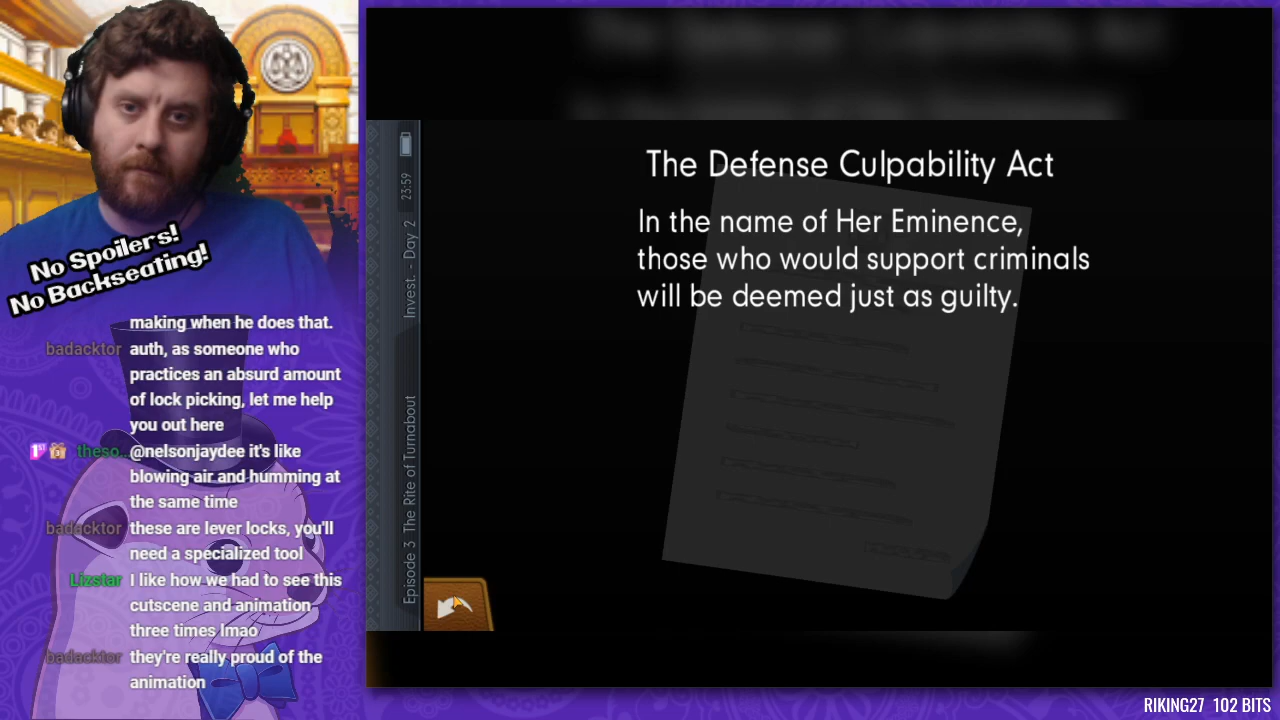 No Spoilers!
No Backseating!
making when he does that.
badacktor auth, as someone who
practices an absurd amount
of lock picking, let me help
you out here
theso... @nelsonjaydee it's like
blowing air and humming at
the same time
badacktor these are lever locks, you'll
need a specialized tool
Lizstar I like how we had to see this
cutscene and animation
three times lmao
badacktor they're really proud of the
animation
23:59
Invest. - Day 2
Episode 3 The Rite of Turnabout
The Defense Culpability Act
In the name of Her Eminence,
those who would support criminals
will be deemed just as guilty.
RIKING27 102 BITS